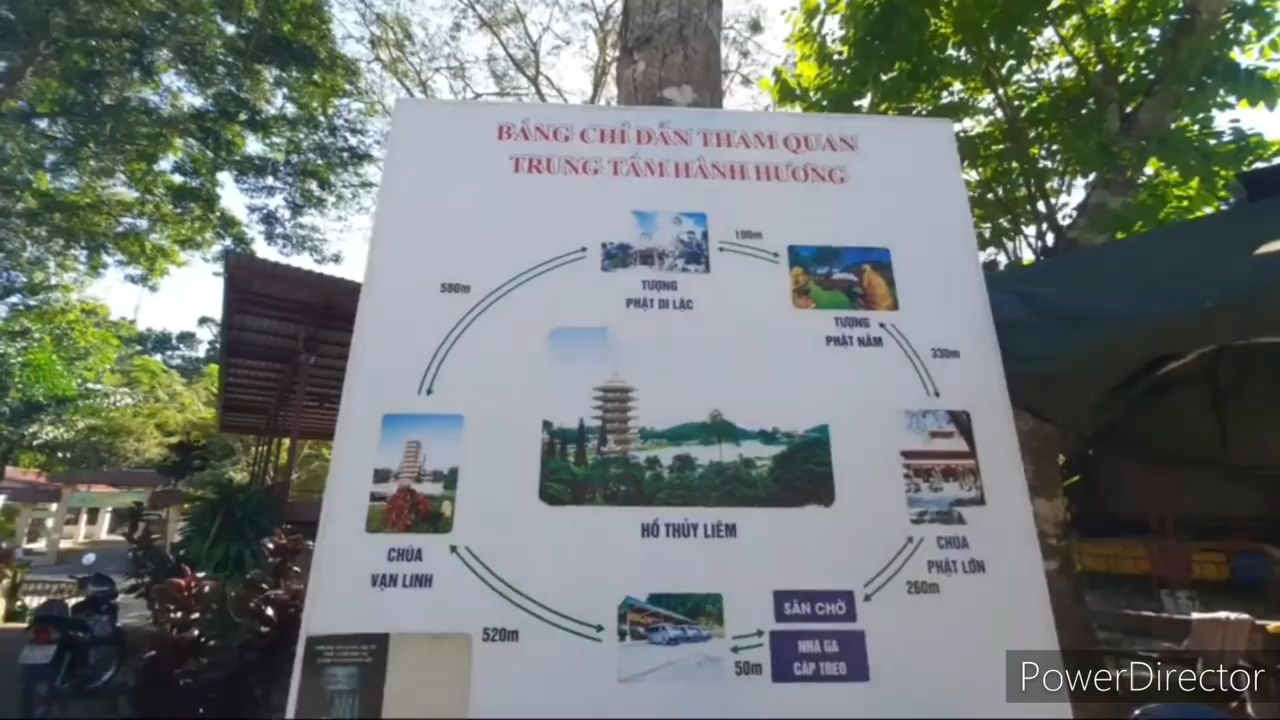 BẢNG CHỈ DẪN THAM QUAN
TRUNG TÂM HÀNH HƯƠNG
100m
580m
TƯỢNG
PHẬT DI LẶC
TƯỢNG
PHẬT NẰM
330m
HỒ THỦY LIÊM
CHÙA
VẠN LINH
CHÙA
PHẬT LỚN
260m
SÂN CHỜ
520m
50m
NHÀ GA
CÁP TREO
PowerDirector